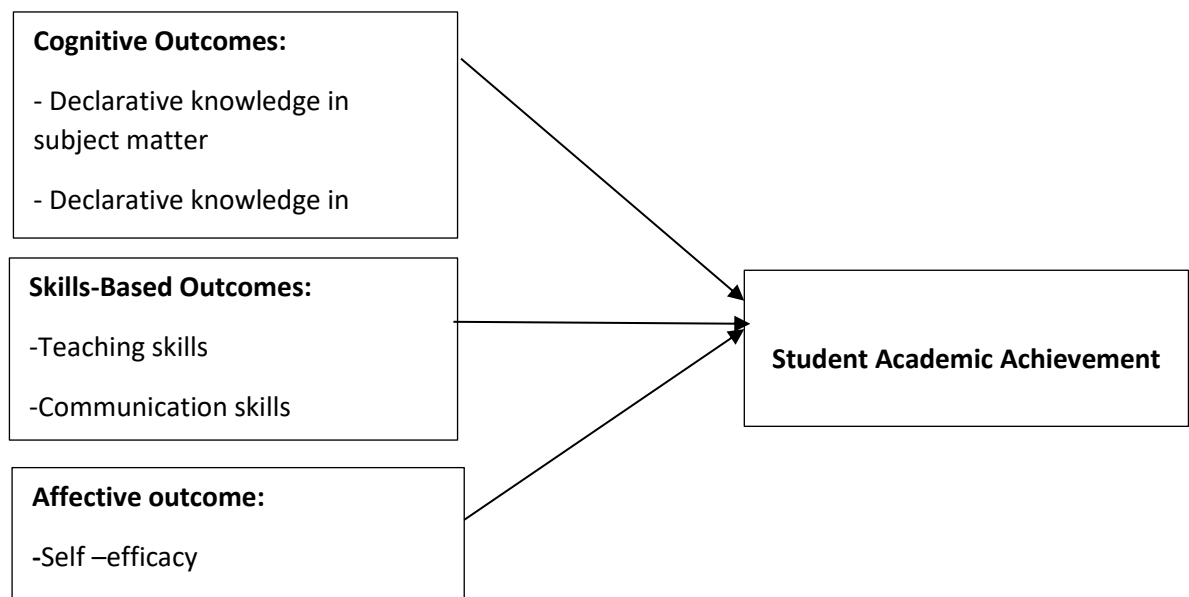 Cognitive Outcomes:
- Declarative knowledge in
subject matter
- Declarative knowledge in
Skills-Based Outcomes:
-Teaching skills
-Communication skills
Student Academic Achievement
Affective outcome:
-Self –efficacy